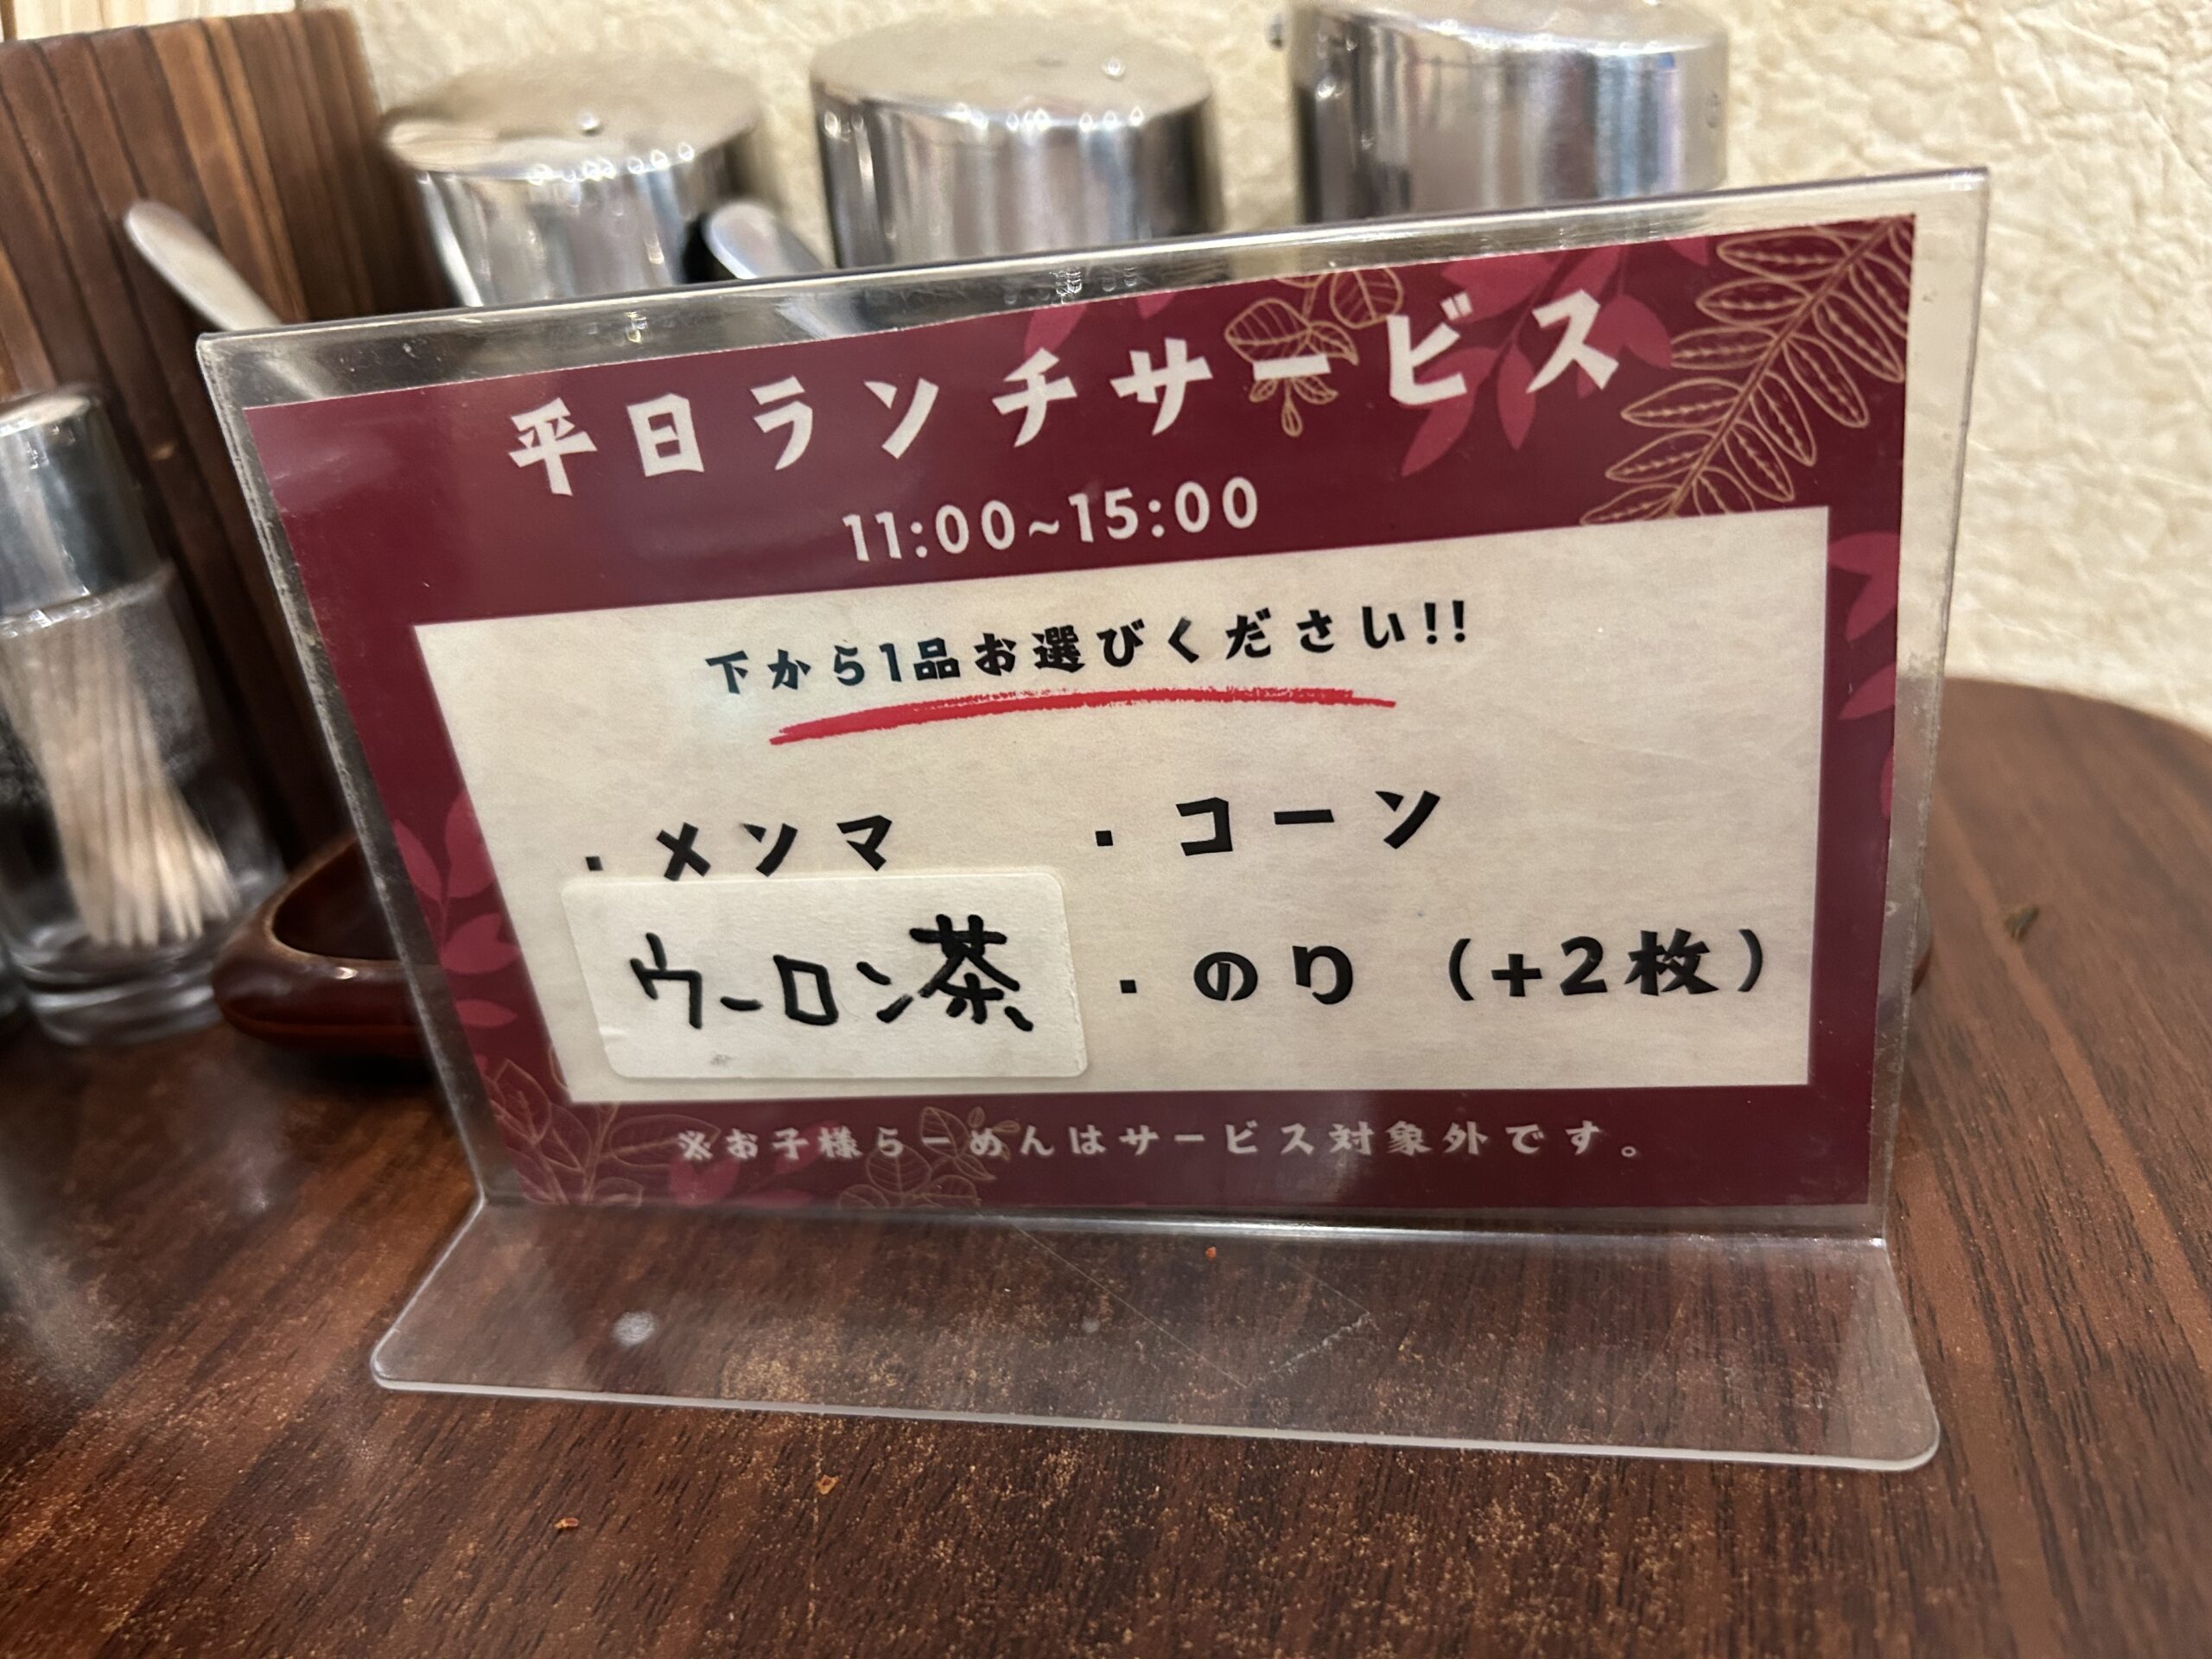 平日ランチサービス
11:00~15:00
下から1品お選びください!!
・メンマ ・コーン
ウーロン茶 ・のり (+2枚)
※お子様らーめんはサービス対象外です。